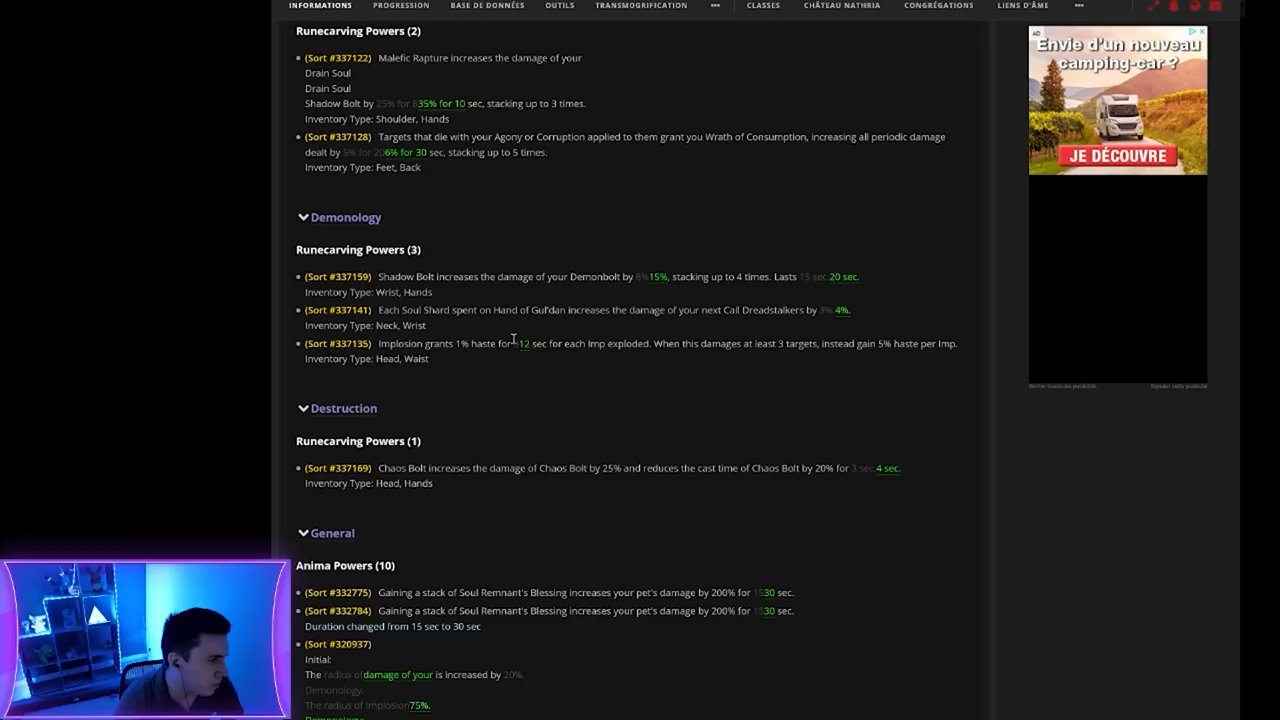 INFORMATIONS PROGRESSION BASE DE DONNÉES OUTILS TRANSMOGRIFICATION ••• CLASSES CHÂTEAU NATHRIA CONGRÉGATIONS LIENS D'ÂME •••
Runecarving Powers (2)
(Sort #337122) Malefic Rapture increases the damage of your
Drain Soul
Drain Soul
Shadow Bolt by 25% for 835% for 10 sec, stacking up to 3 times.
Inventory Type: Shoulder, Hands
(Sort #337128) Targets that die with your Agony or Corruption applied to them grant you Wrath of Consumption, increasing all periodic damage
dealt by 5% for 206% for 30 sec, stacking up to 5 times.
Inventory Type: Feet, Back
Demonology
Runecarving Powers (3)
(Sort #337159) Shadow Bolt increases the damage of your Demonbolt by 8%15%, stacking up to 4 times. Lasts 15 sec.20 sec.
Inventory Type: Wrist, Hands
(Sort #337141) Each Soul Shard spent on Hand of Gul'dan increases the damage of your next Call Dreadstalkers by 4%.
Inventory Type: Neck, Wrist
(Sort #337135) Implosion grants 1% haste for 12 sec for each Imp exploded. When this damages at least 3 targets, instead gain 5% haste per Imp.
Inventory Type: Head, Waist
Destruction
Runecarving Powers (1)
(Sort #337169) Chaos Bolt increases the damage of Chaos Bolt by 25% and reduces the cast time of Chaos Bolt by 20% for 3 sec.4 sec.
Inventory Type: Head, Hands
General
Anima Powers (10)
(Sort #332775) Gaining a stack of Soul Remnant's Blessing increases your pet's damage by 200% for 1530 sec.
(Sort #332784) Gaining a stack of Soul Remnant's Blessing increases your pet's damage by 200% for 1530 sec.
Duration changed from 15 sec to 30 sec
(Sort #320937)
Initial:
The radius ofdamage of your is increased by 20%.
Demonology:
The radius of Implosion75%.
Demonology:
AD
Envie d'un nouveau
camping-car ?
JE DÉCOUVRE